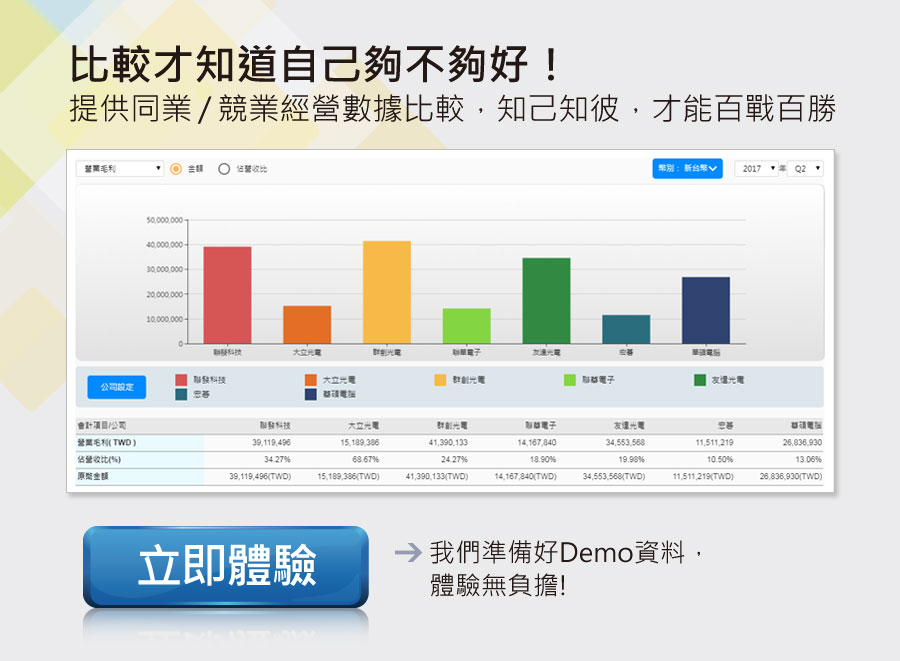 比較才知道自己夠不夠好！
提供同業/競業經營數據比較，知己知彼，才能百戰百勝
營業毛利 金額 佔營收比 幣別： 新台幣 2017 年 Q2
50,000,000
40,000,000
30,000,000
20,000,000
10,000,000
0
聯發科技 大立光電 群創光電 聯華電子 友達光電 宏碁 華碩電腦
公司設定 聯發科技 大立光電 群創光電 聯華電子 友達光電
宏碁 華碩電腦
會計項目/公司 聯發科技 大立光電 群創光電 聯華電子 友達光電 宏碁 華碩電腦
營業毛利( TWD ) 39,119,496 15,189,386 41,390,133 14,167,840 34,553,568 11,511,219 26,836,930
佔營收比(%) 34.27% 68.67% 24.27% 18.90% 19.98% 10.50% 13.06%
原幣金額 39,119,496(TWD) 15,189,386(TWD) 41,390,133(TWD) 14,167,840(TWD) 34,553,568(TWD) 11,511,219(TWD) 26,836,930(TWD)
立即體驗
我們準備好Demo資料，
體驗無負擔!